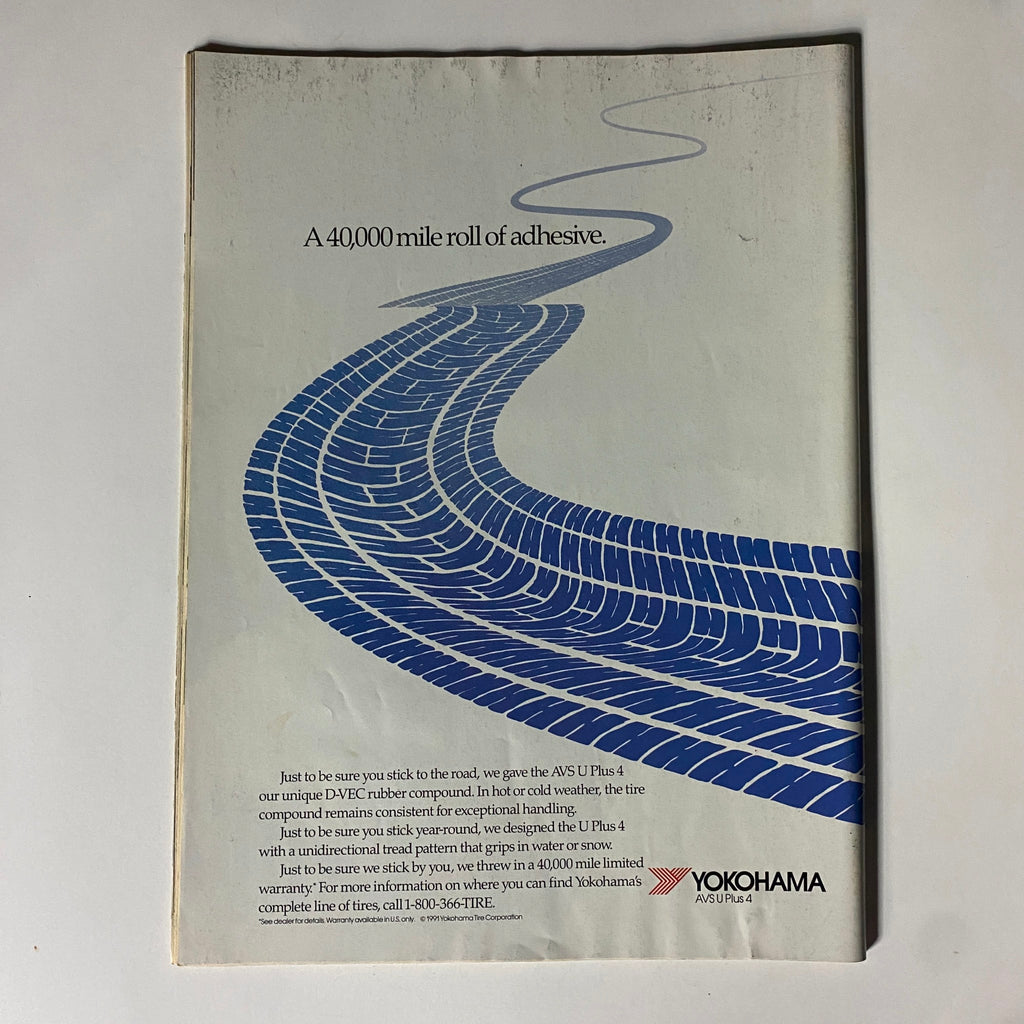 A 40,000 mile roll of adhesive.
Just to be sure you stick to the road, we gave the AVS U Plus 4
our unique D-VEC rubber compound. In hot or cold weather, the tire
compound remains consistent for exceptional handling.
Just to be sure you stick year-round, we designed the U Plus 4
with a unidirectional tread pattern that grips in water or snow.
Just to be sure we stick by you, we threw in a 40,000 mile limited
warranty.* For more information on where you can find Yokohama's
complete line of tires, call 1-800-366-TIRE.
*See dealer for details. Warranty available in U.S. only. © 1991 Yokohama Tire Corporation
YOKOHAMA
AVS U Plus 4